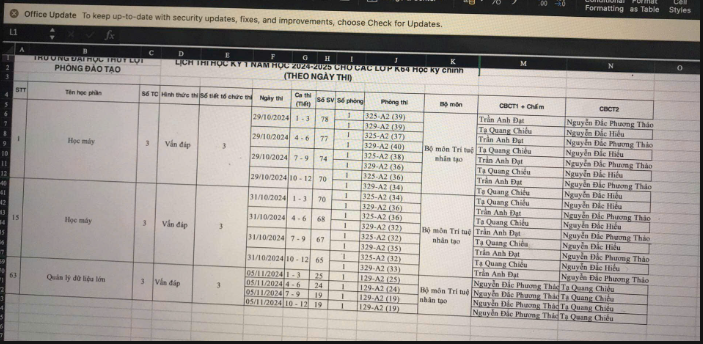 Office Update To keep up-to-date with security updates, fixes, and improvements, choose Check for Updates.
Formatting as Table Styles
L1 fx
A B C D E F G H I J K M N O
TRƯỜNG ĐẠI HỌC THỦY LỢI LỊCH THI HỌC KỲ 1 NĂM HỌC 2024-2025 CHO CÁC LỚP K64 Học kỳ chính
PHÒNG ĐÀO TẠO (THEO NGÀY THI)
STT Tên học phần Số TC Hình thức thi Số tiết tổ chức thi Ngày thi Ca thi (Tiết) Số SV Số phòng Phòng thi Bộ môn CBCT1 + Chấm CBCT2
1 Học máy 3 Vấn đáp 3 Bộ môn Trí tuệ nhân tạo
29/10/2024 1 - 3 78 1 325-A2 (39) Trần Anh Đạt Nguyễn Đắc Phương Thảo
1 329-A2 (39) Tạ Quang Chiểu Nguyễn Đắc Hiếu
29/10/2024 4 - 6 77 1 325-A2 (37) Trần Anh Đạt Nguyễn Đắc Phương Thảo
1 329-A2 (40) Tạ Quang Chiểu Nguyễn Đắc Hiếu
29/10/2024 7 - 9 74 1 325-A2 (38) Trần Anh Đạt Nguyễn Đắc Phương Thảo
1 329-A2 (36) Tạ Quang Chiểu Nguyễn Đắc Hiếu
29/10/2024 10 - 12 70 1 325-A2 (36) Trần Anh Đạt Nguyễn Đắc Phương Thảo
1 329-A2 (34) Tạ Quang Chiểu Nguyễn Đắc Hiếu
15 Học máy 3 Vấn đáp 3 Bộ môn Trí tuệ nhân tạo
31/10/2024 1 - 3 70 1 325-A2 (34) Tạ Quang Chiểu Nguyễn Đắc Hiếu
1 329-A2 (36) Trần Anh Đạt Nguyễn Đắc Phương Thảo
31/10/2024 4 - 6 68 1 325-A2 (36) Tạ Quang Chiểu Nguyễn Đắc Hiếu
1 329-A2 (32) Trần Anh Đạt Nguyễn Đắc Phương Thảo
31/10/2024 7 - 9 67 1 325-A2 (32) Tạ Quang Chiểu Nguyễn Đắc Hiếu
1 329-A2 (35) Trần Anh Đạt Nguyễn Đắc Phương Thảo
31/10/2024 10 - 12 65 1 325-A2 (32) Tạ Quang Chiểu Nguyễn Đắc Hiếu
1 329-A2 (33) Trần Anh Đạt Nguyễn Đắc Phương Thảo
63 Quản lý dữ liệu lớn 3 Vấn đáp 3 Bộ môn Trí tuệ nhân tạo
05/11/2024 1 - 3 25 1 129-A2 (25) Nguyễn Đắc Phương Thảo Tạ Quang Chiểu
05/11/2024 4 - 6 24 1 129-A2 (24) Nguyễn Đắc Phương Thảo Tạ Quang Chiểu
05/11/2024 7 - 9 19 1 129-A2 (19) Nguyễn Đắc Phương Thảo Tạ Quang Chiểu
05/11/2024 10 - 12 19 1 129-A2 (19) Nguyễn Đắc Phương Thảo Tạ Quang Chiểu